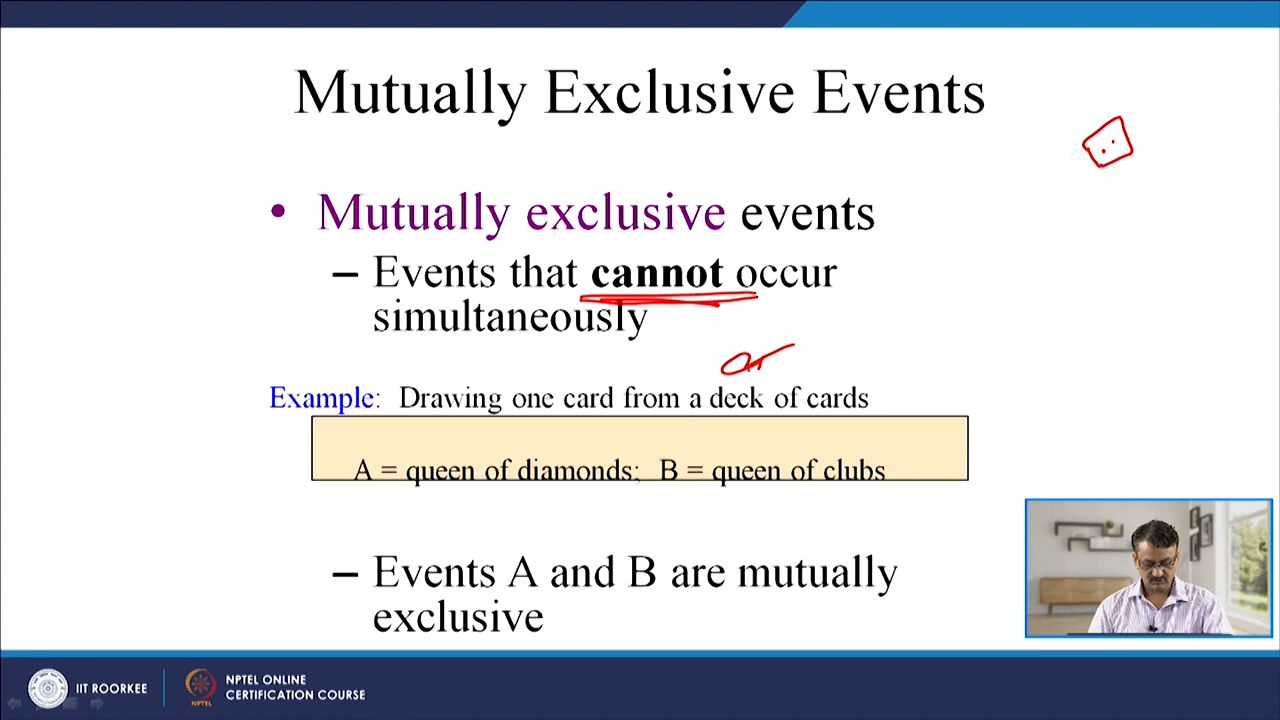 Mutually Exclusive Events
• Mutually exclusive events
– Events that cannot occur
simultaneously
or
Example: Drawing one card from a deck of cards
A = queen of diamonds; B = queen of clubs
– Events A and B are mutually
exclusive
IIT ROORKEE
NPTEL
NPTEL ONLINE
CERTIFICATION COURSE